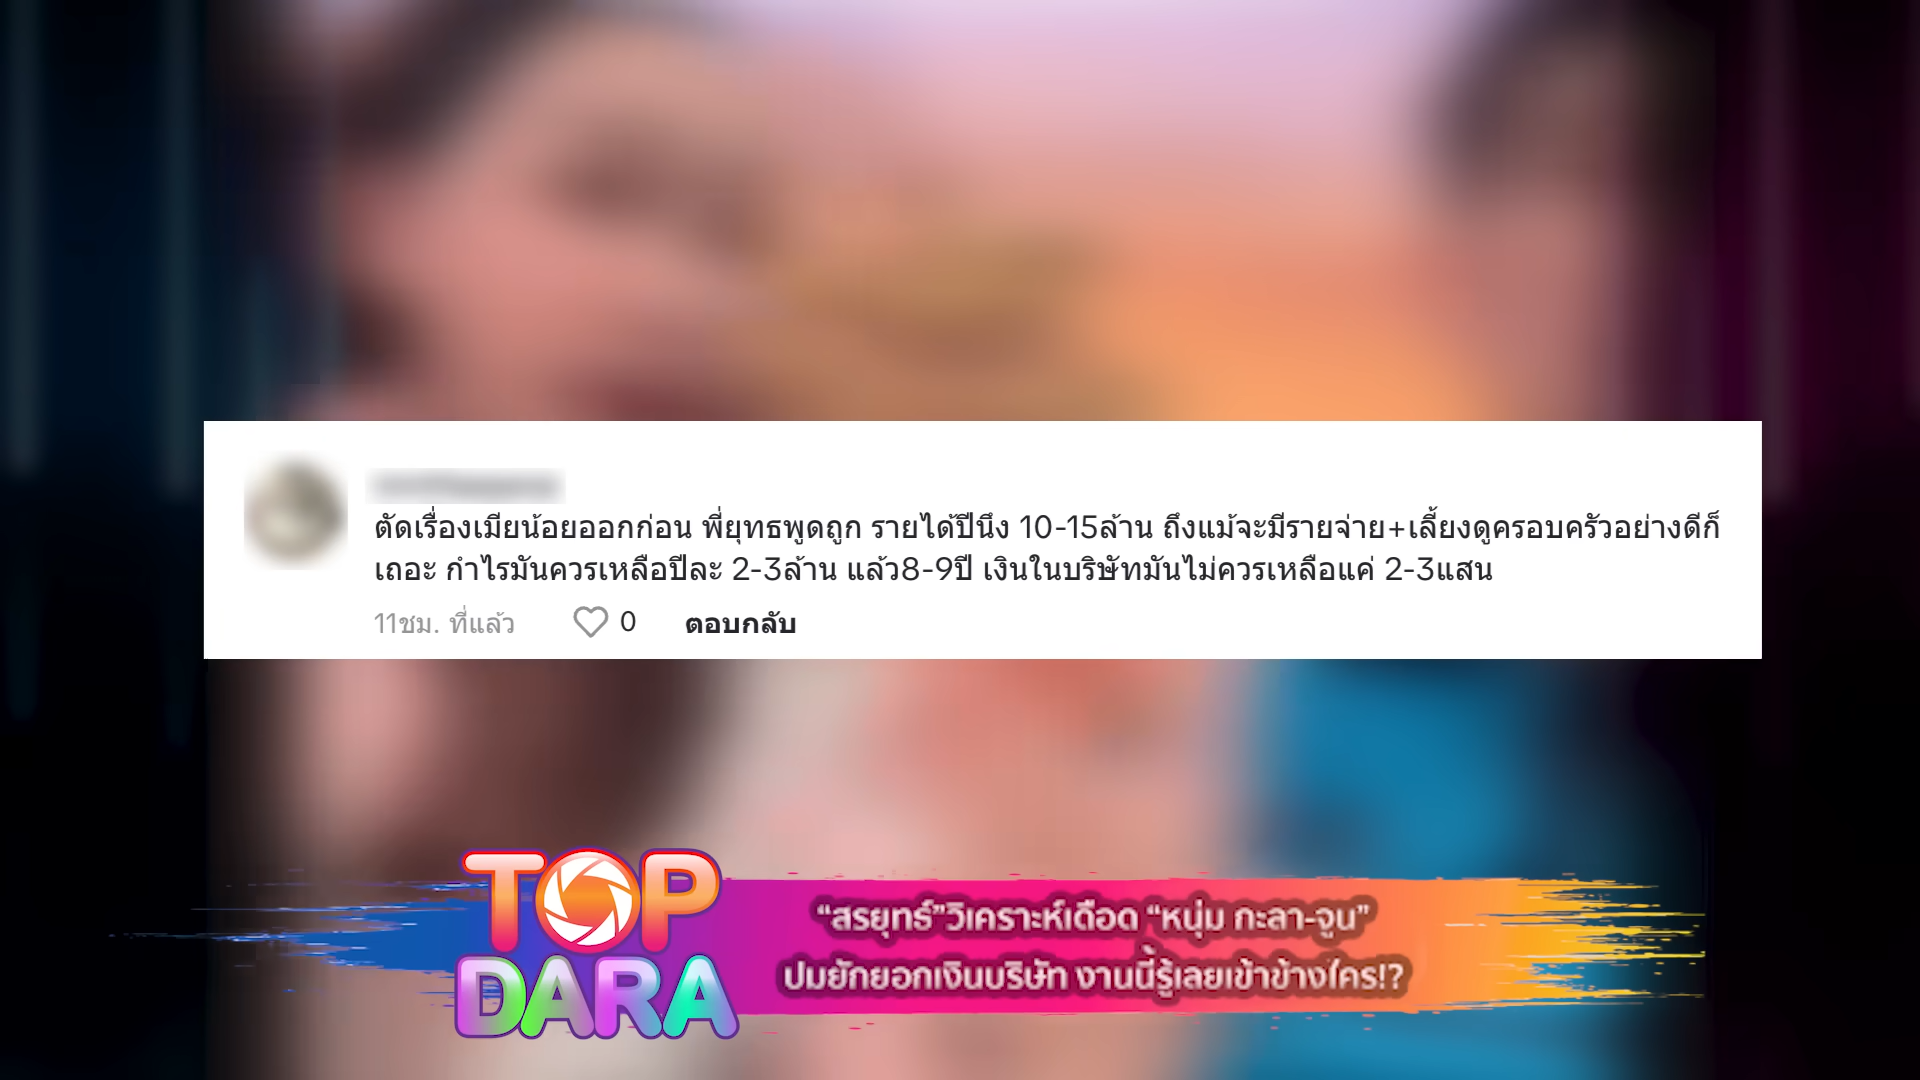 ตัดเรื่องเมียน้อยออกก่อน พี่ยุทธพูดถูก รายได้ปีนึง 10-15ล้าน ถึงแม้จะมีรายจ่าย+เลี้ยงดูครอบครัวอย่างดีก็
เถอะ กำไรมันควรเหลือปีละ 2-3ล้าน แล้ว8-9ปี เงินในบริษัทมันไม่ควรเหลือแค่ 2-3แสน
11ชม. ที่แล้ว 0 ตอบกลับ
TOP
DARA
“สรยุทธ์”วิเคราะห์เดือด “หนุ่ม กะลา-จูน”
ปมยักยอกเงินบริษัท งานนี้รู้เลยเข้าข้างใคร!?